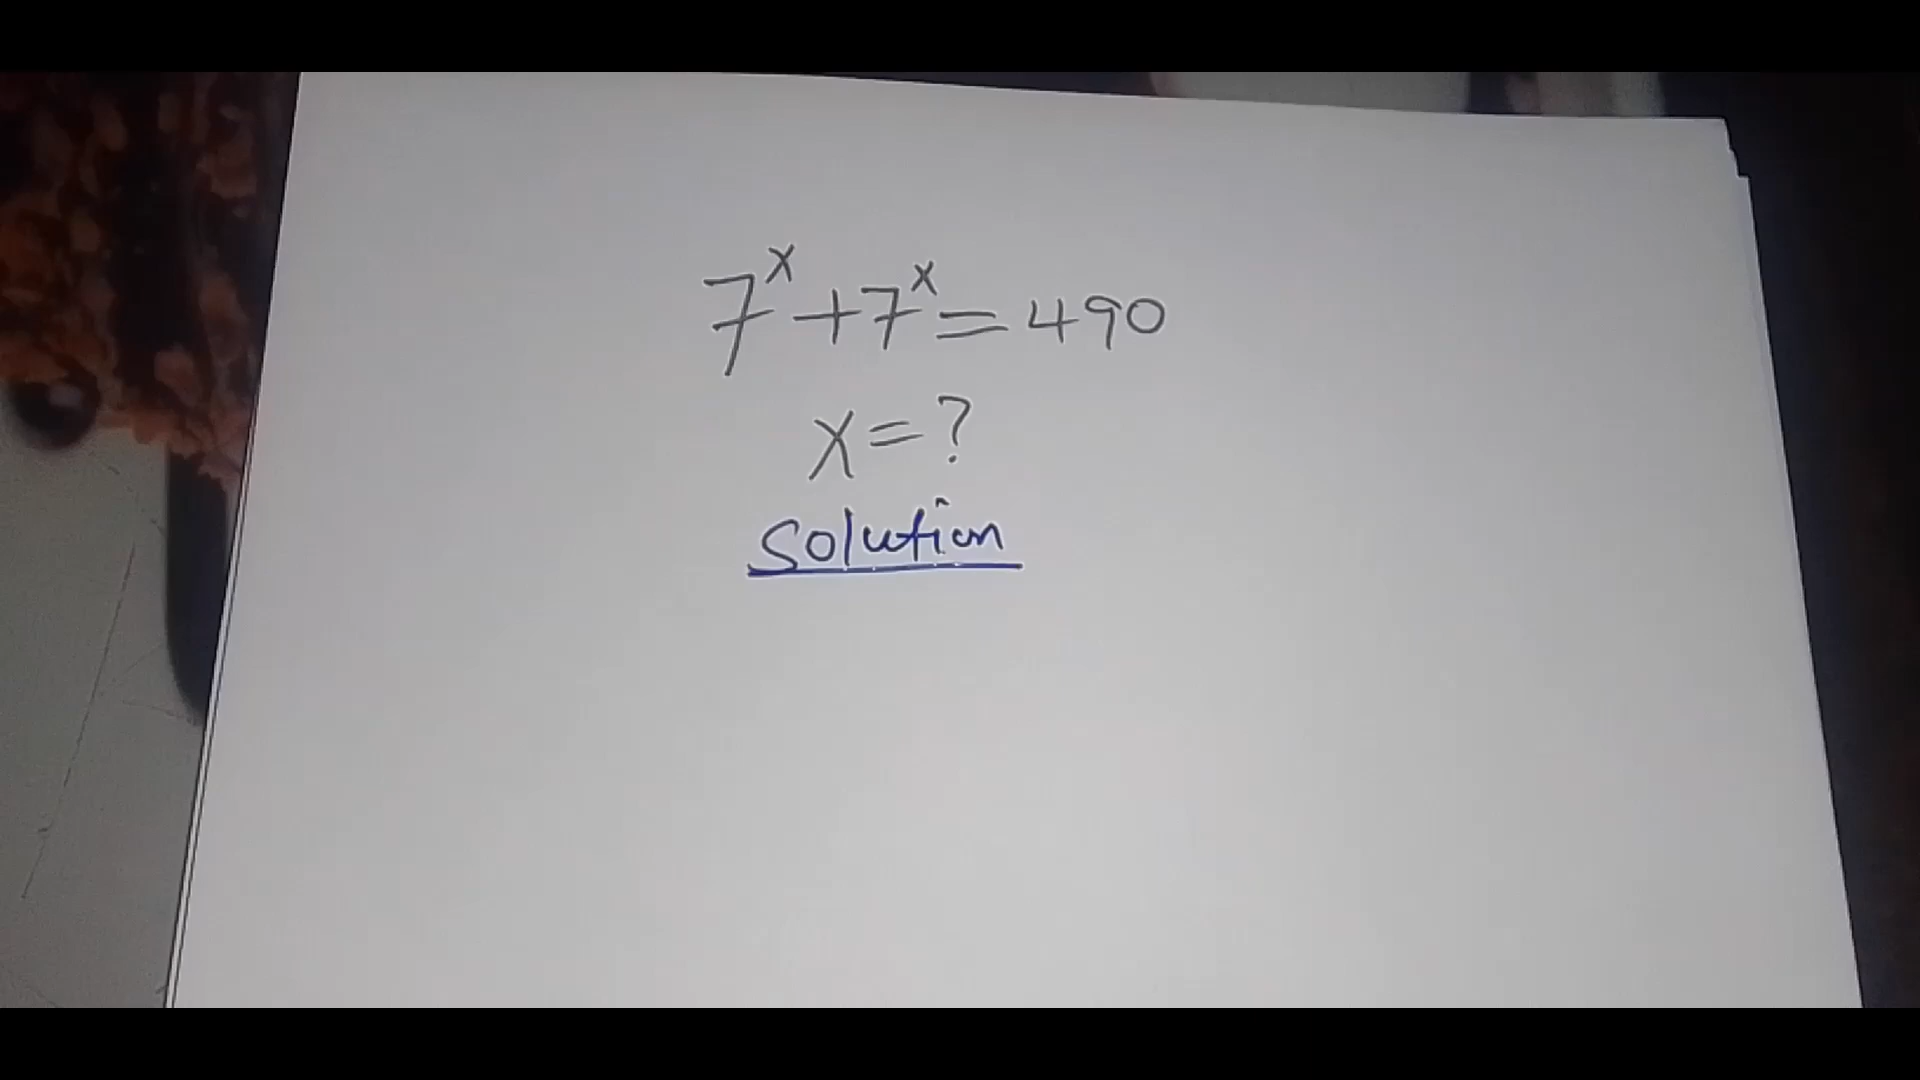 7^x + 7^x = 490
x = ?
Solution